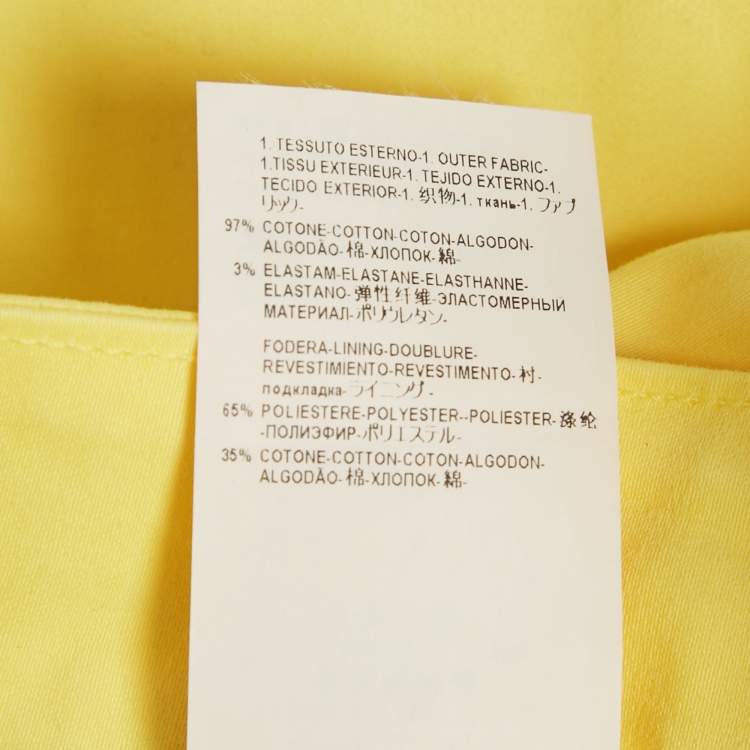 1. TESSUTO ESTERNO-1. OUTER FABRIC-
1.TISSU EXTERIEUR-1. TEJIDO EXTERNO-1.
TECIDO EXTERIOR-1. 织物-1. ткань-1. ファブ
リック-
97% COTONE-COTTON-COTON-ALGODON-
ALGODÃO-棉-ХЛОПОК-綿-
3% ELASTAM-ELASTANE-ELASTHANNE-
ELASTANO-弹性纤维-ЭЛАСТОМЕРНЫЙ
МАТЕРИАЛ-ポリウレタン-
FODERA-LINING-DOUBLURE-
REVESTIMIENTO-REVESTIMENTO-衬-
подкладка-ライニング-
65% POLIESTERE-POLYESTER--POLIESTER-涤纶
-ПОЛИЭФИР-ポリエステル-
35% COTONE-COTTON-COTON-ALGODON-
ALGODÃO-棉-ХЛОПОК-綿-